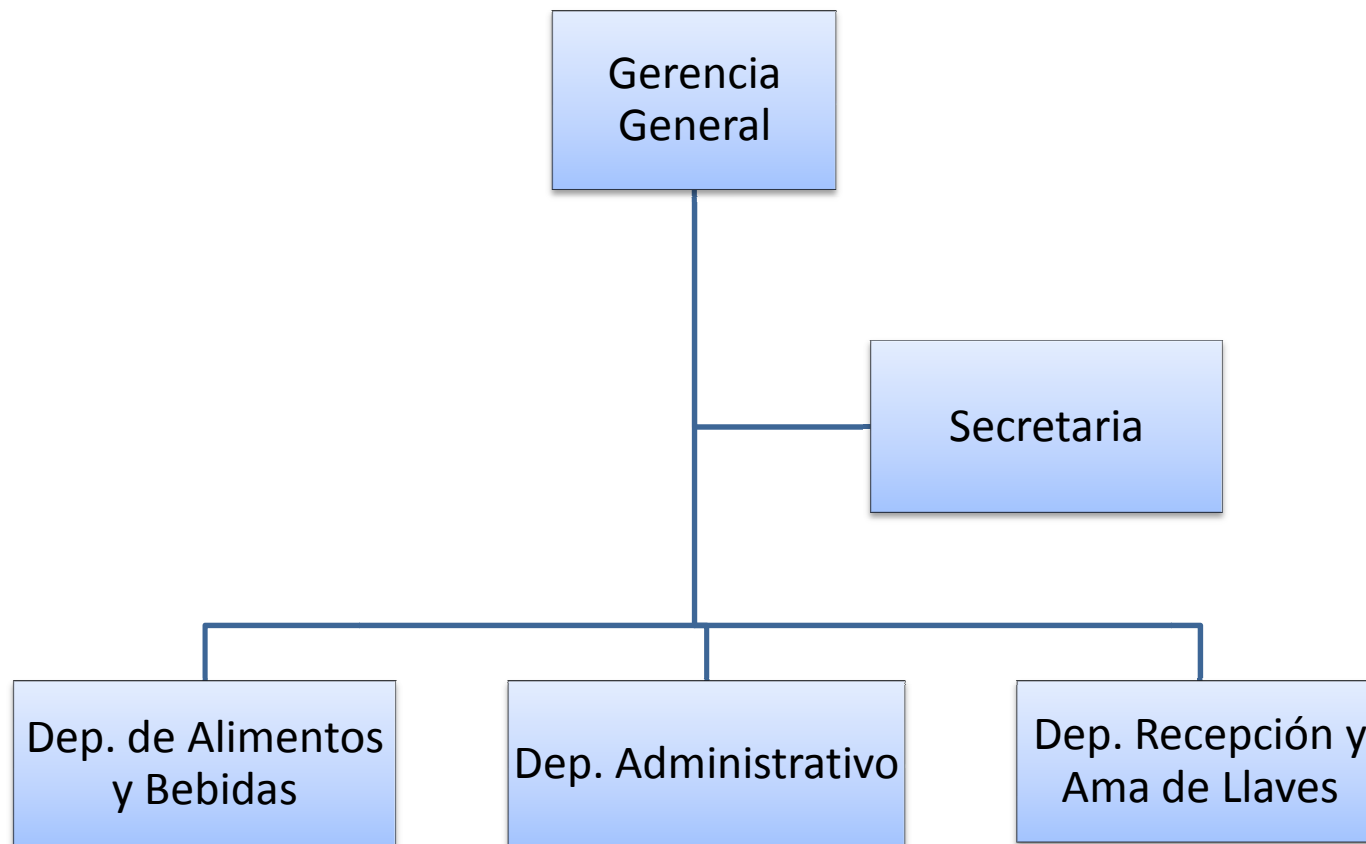 Gerencia
General
Secretaria
Dep. de Alimentos
y Bebidas
Dep. Administrativo
Dep. Recepción y
Ama de Llaves